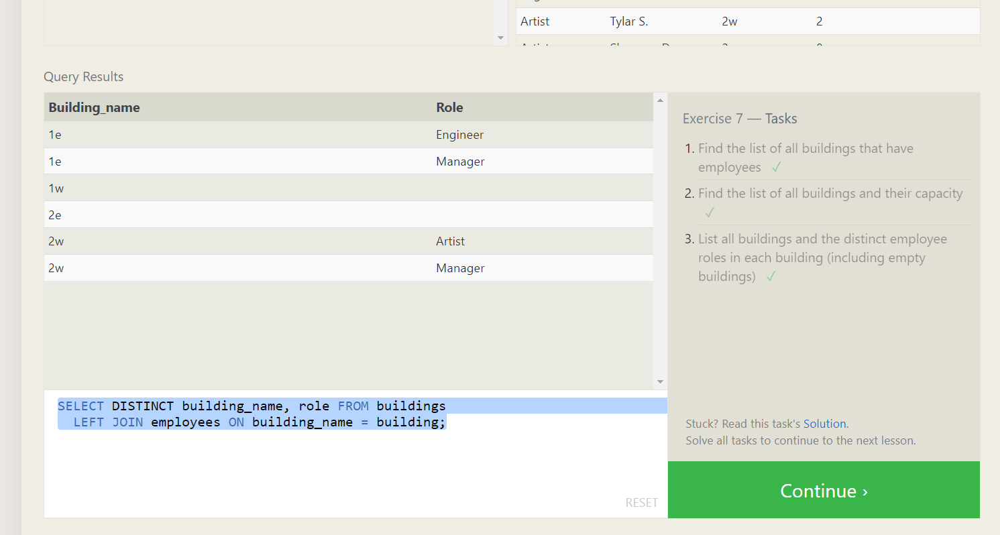 Artist Tylar S. 2w 2
Query Results
Building_name Role
1e Engineer
1e Manager
1w
2e
2w Artist
2w Manager
SELECT DISTINCT building_name, role FROM buildings
LEFT JOIN employees ON building_name = building;
RESET
Exercise 7 — Tasks
1. Find the list of all buildings that have
employees ✓
2. Find the list of all buildings and their capacity
✓
3. List all buildings and the distinct employee
roles in each building (including empty
buildings) ✓
Stuck? Read this task's Solution.
Solve all tasks to continue to the next lesson.
Continue ›